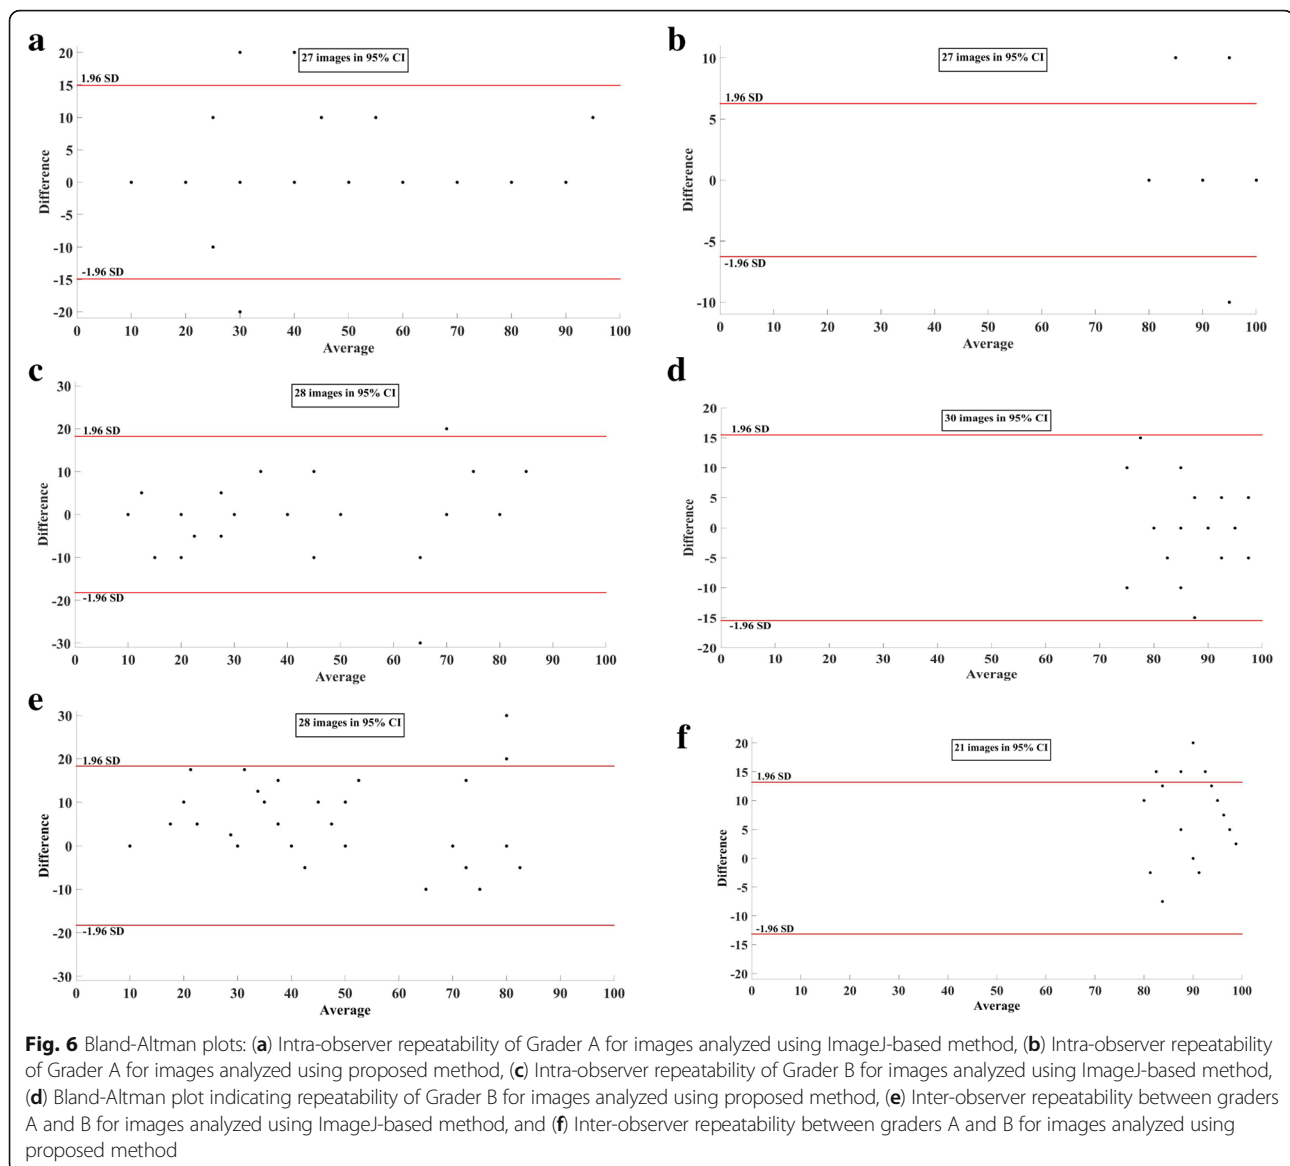 a
27 images in 95% CI
20
1.96 SD
15
10
5
0
-5
-10
-1.96 SD
-15
-20
0 10 20 30 40 50 60 70 80 90 100
Difference
Average
b
27 images in 95% CI
10
1.96 SD
5
0
-5
-1.96 SD
-10
0 10 20 30 40 50 60 70 80 90 100
Difference
Average
c
28 images in 95% CI
30
20
1.96 SD
10
0
-10
-20
-1.96 SD
-30
0 10 20 30 40 50 60 70 80 90 100
Difference
Average
d
30 images in 95% CI
20
1.96 SD
15
10
5
0
-5
-10
-15
-1.96 SD
-20
0 10 20 30 40 50 60 70 80 90 100
Difference
Average
e
28 images in 95% CI
30
20
1.96 SD
10
0
-10
-20
-1.96 SD
-30
0 10 20 30 40 50 60 70 80 90 100
Difference
Average
f
21 images in 95% CI
20
15
1.96 SD
10
5
0
-5
-10
-1.96 SD
-15
-20
0 10 20 30 40 50 60 70 80 90 100
Difference
Average
Fig. 6 Bland-Altman plots: (a) Intra-observer repeatability of Grader A for images analyzed using ImageJ-based method, (b) Intra-observer repeatability
of Grader A for images analyzed using proposed method, (c) Intra-observer repeatability of Grader B for images analyzed using ImageJ-based method,
(d) Bland-Altman plot indicating repeatability of Grader B for images analyzed using proposed method, (e) Inter-observer repeatability between graders
A and B for images analyzed using ImageJ-based method, and (f) Inter-observer repeatability between graders A and B for images analyzed using
proposed method